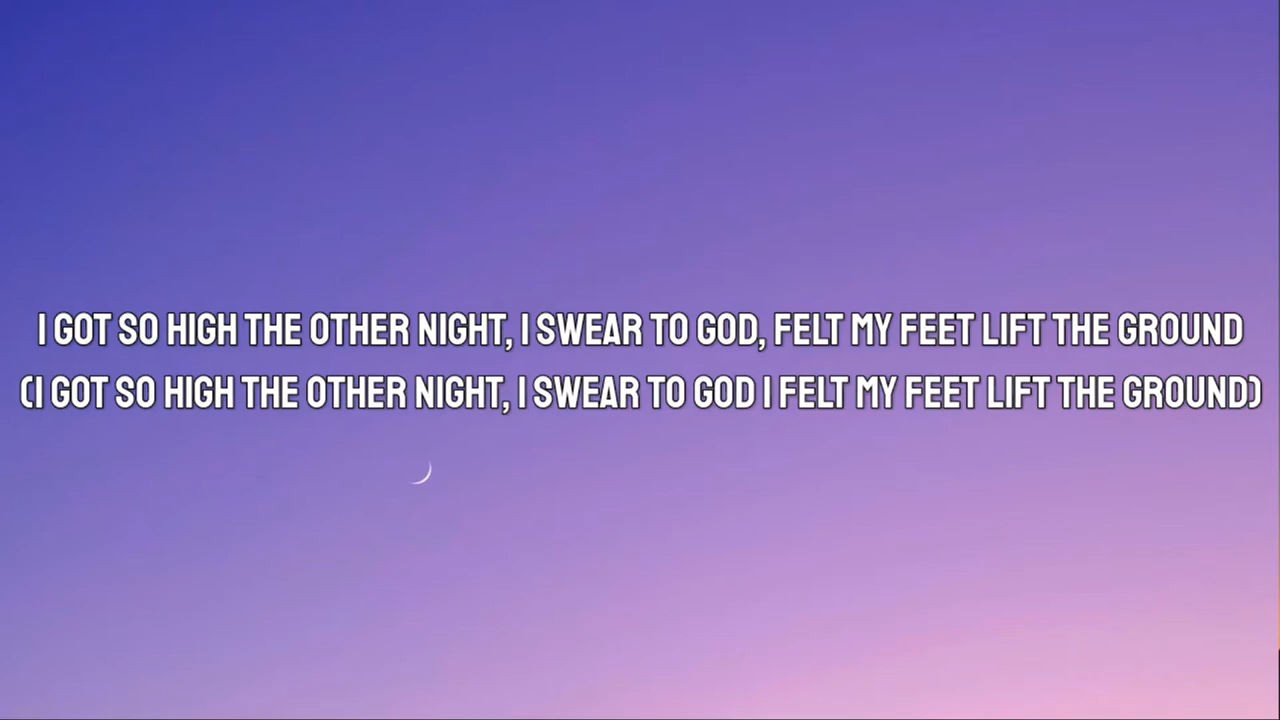 I GOT SO HIGH THE OTHER NIGHT, I SWEAR TO GOD, FELT MY FEET LIFT THE GROUND
(I GOT SO HIGH THE OTHER NIGHT, I SWEAR TO GOD I FELT MY FEET LIFT THE GROUND)